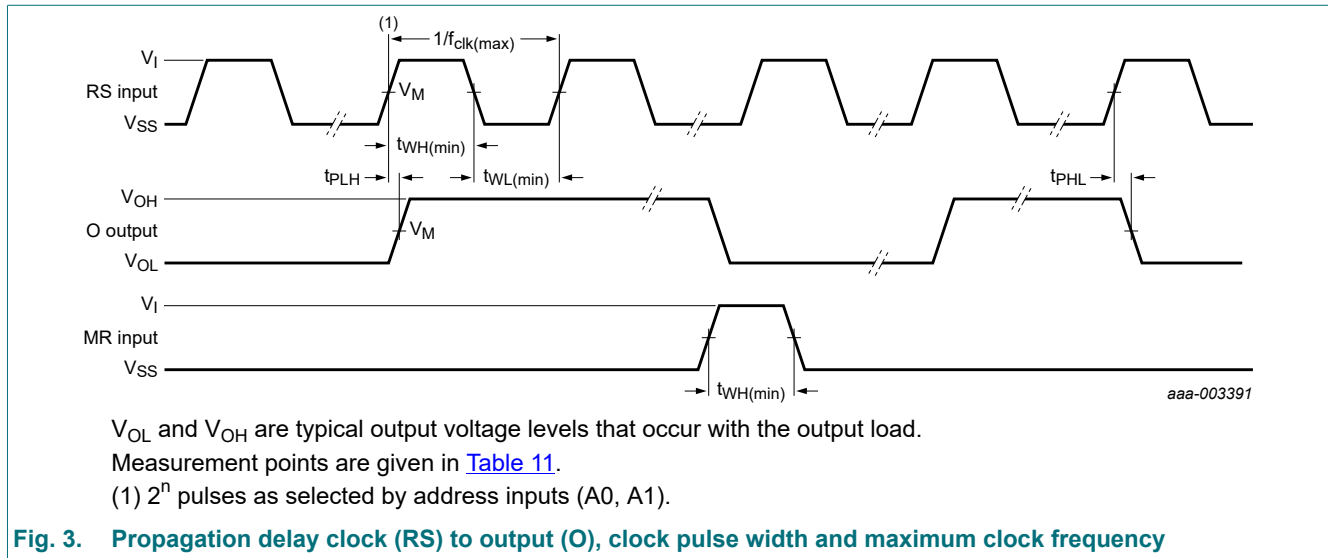 (1)
1/fclk(max)
VI
RS input
VM
VSS
tWH(min)
tPLH
tWL(min)
tPHL
VOH
O output
VM
VOL
VI
MR input
VSS
tWH(min)
aaa-003391
VOL and VOH are typical output voltage levels that occur with the output load.
Measurement points are given in Table 11.
(1) 2^n pulses as selected by address inputs (A0, A1).
Fig. 3. Propagation delay clock (RS) to output (O), clock pulse width and maximum clock frequency